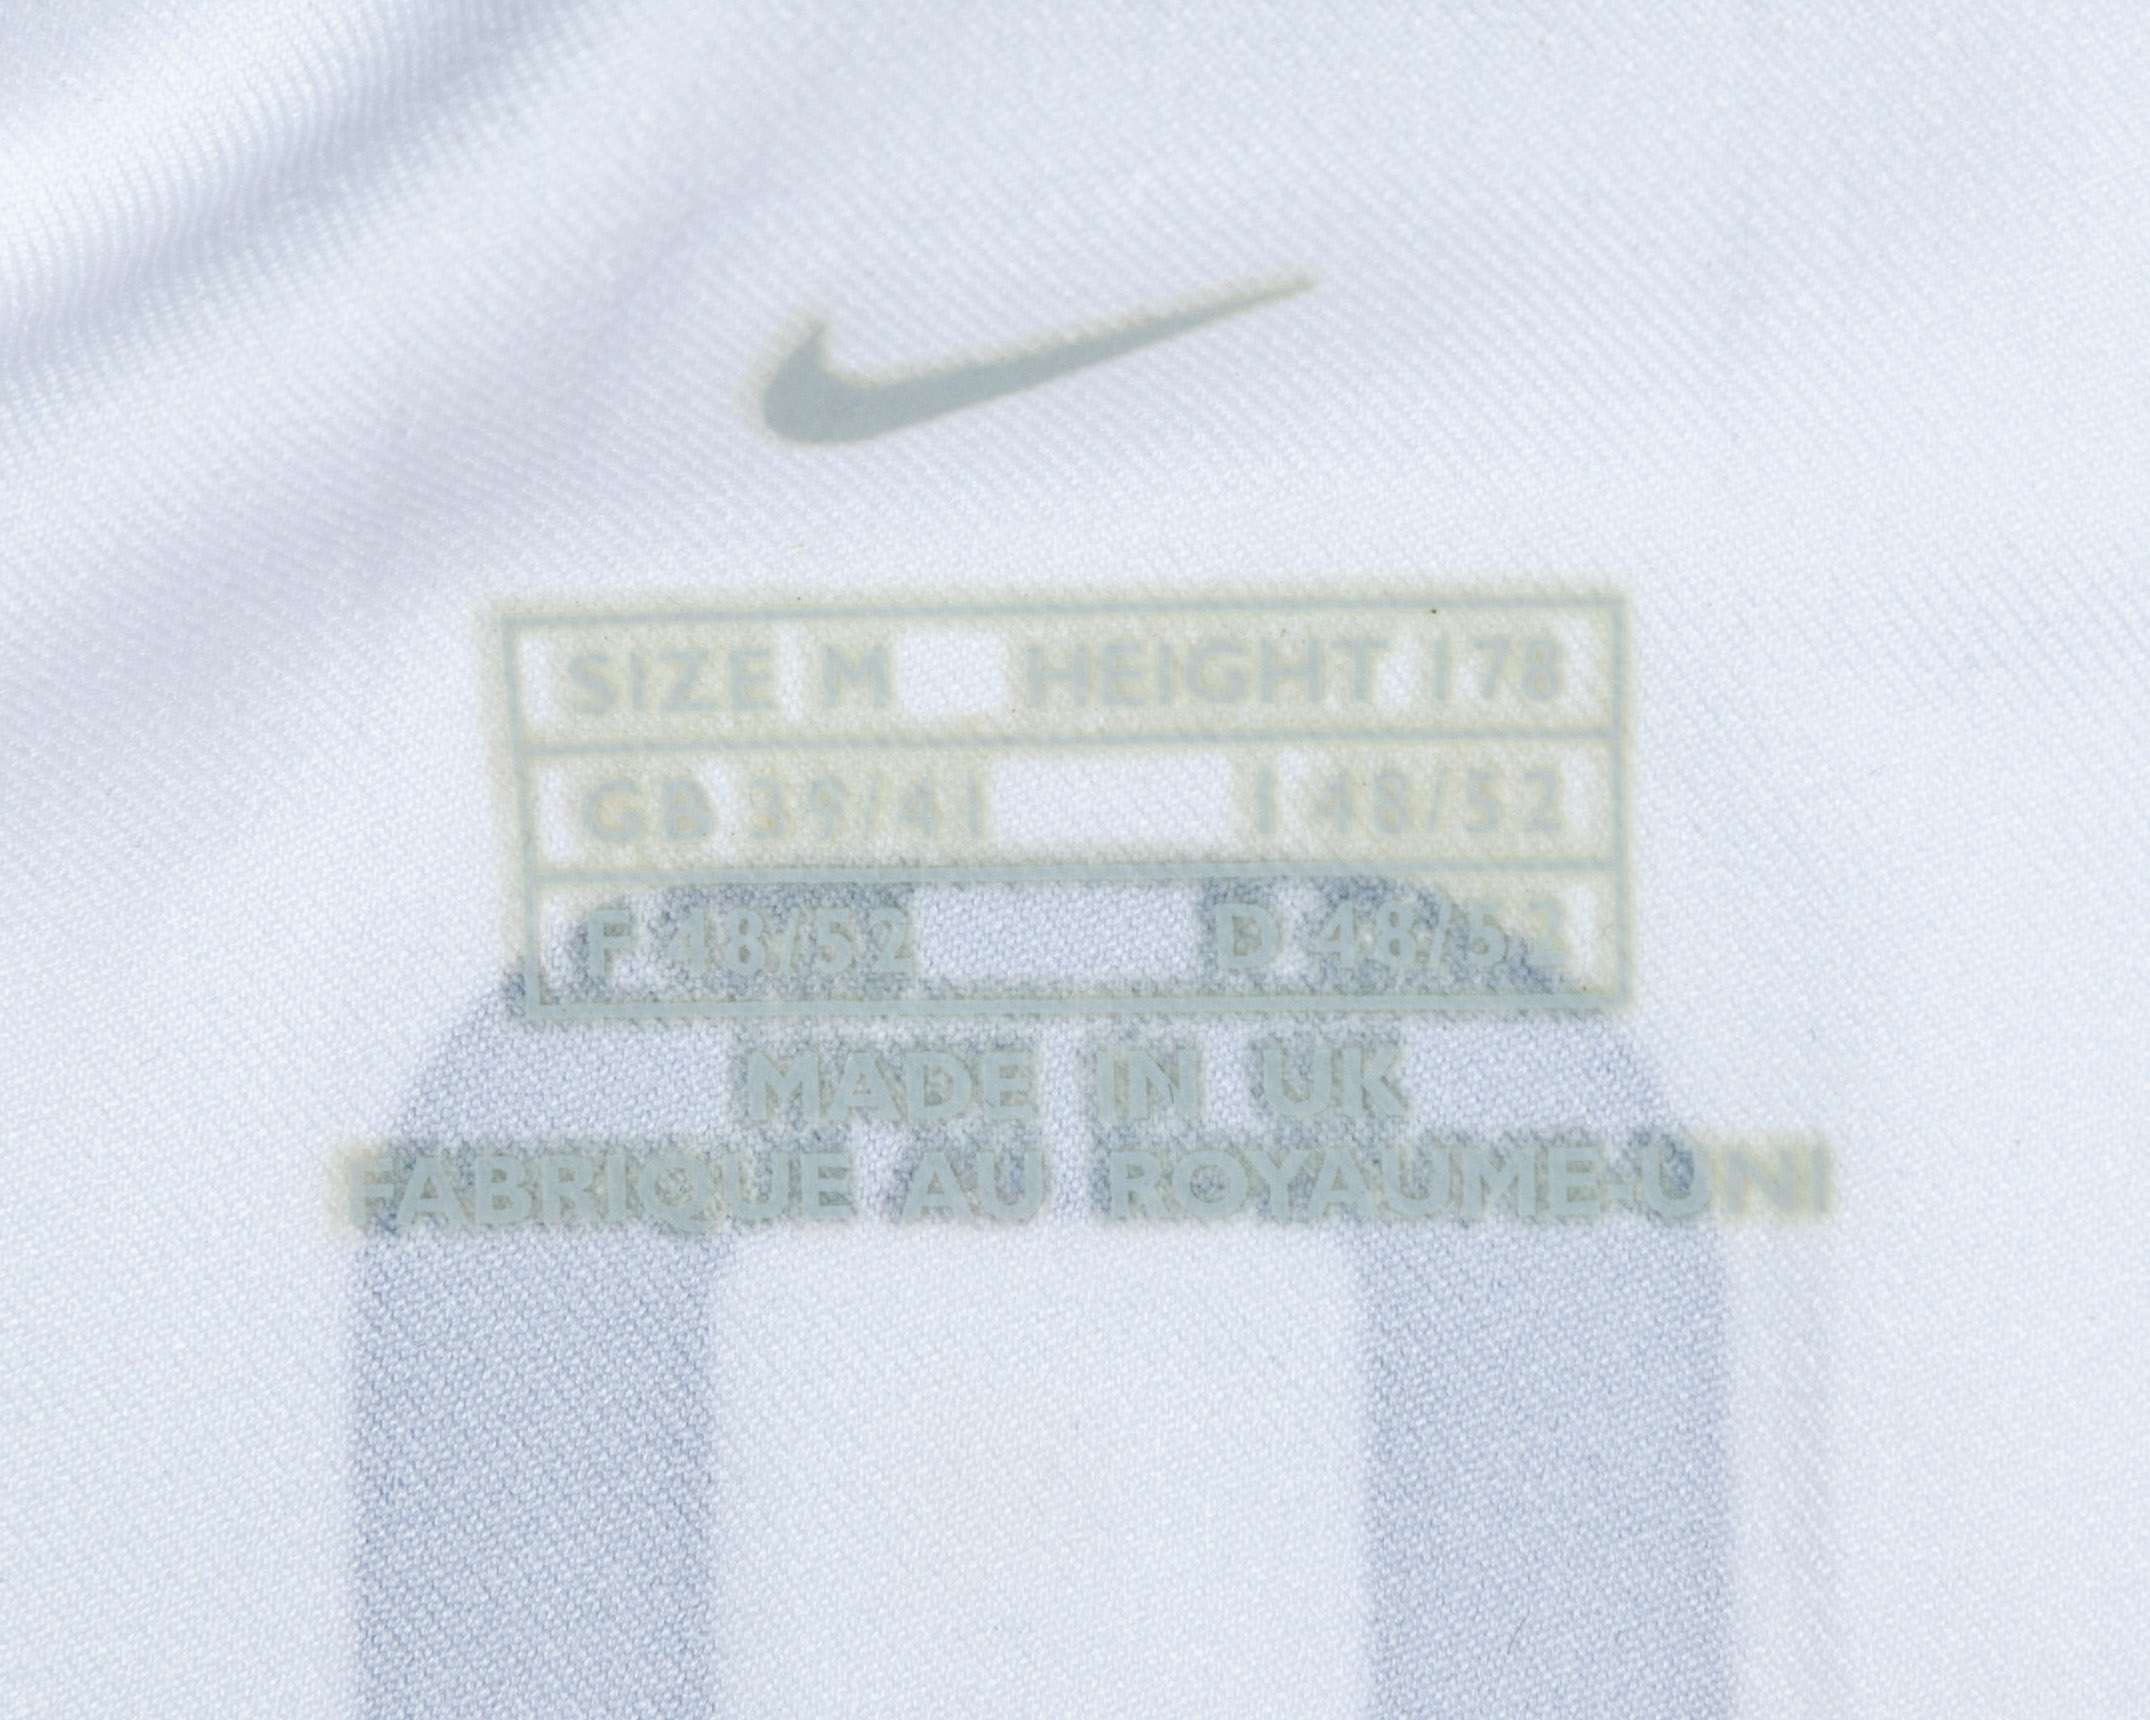 SIZE M HEIGHT 178
GB 39/41 I 48/52
F 48/52 D 48/52
MADE IN UK
FABRIQUE AU ROYAUME-UNI